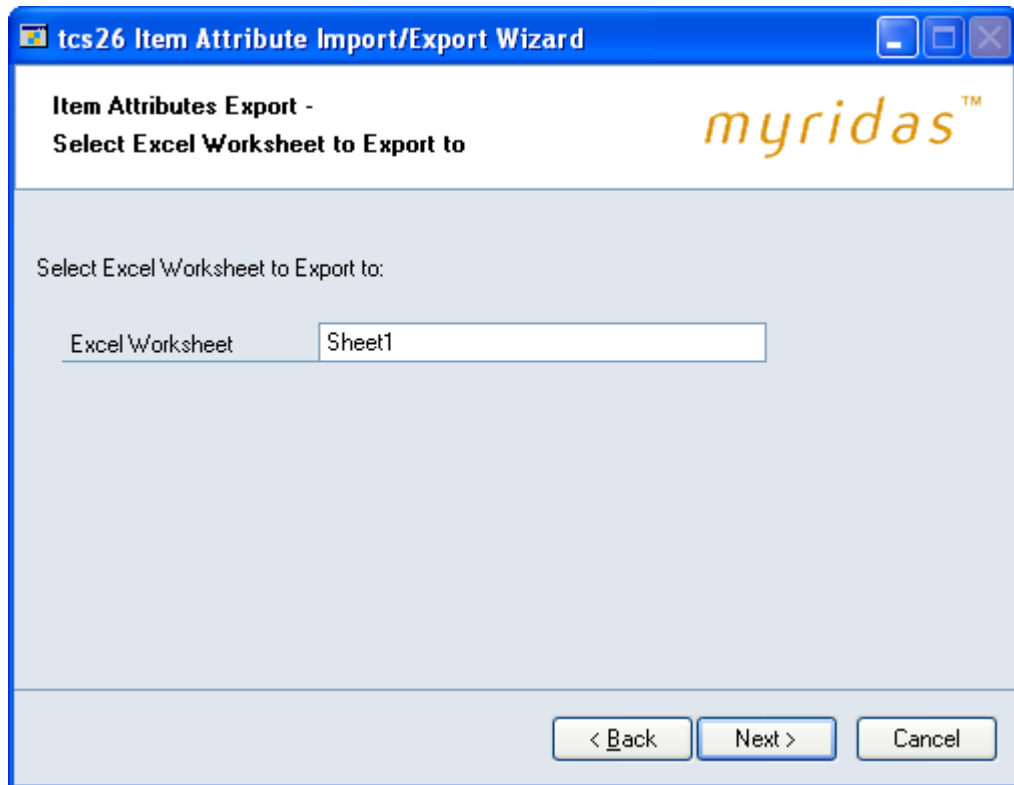 tcs26 Item Attribute Import/Export Wizard
Item Attributes Export -
Select Excel Worksheet to Export to
myridas™
Select Excel Worksheet to Export to:
Excel Worksheet Sheet1
< Back Next > Cancel